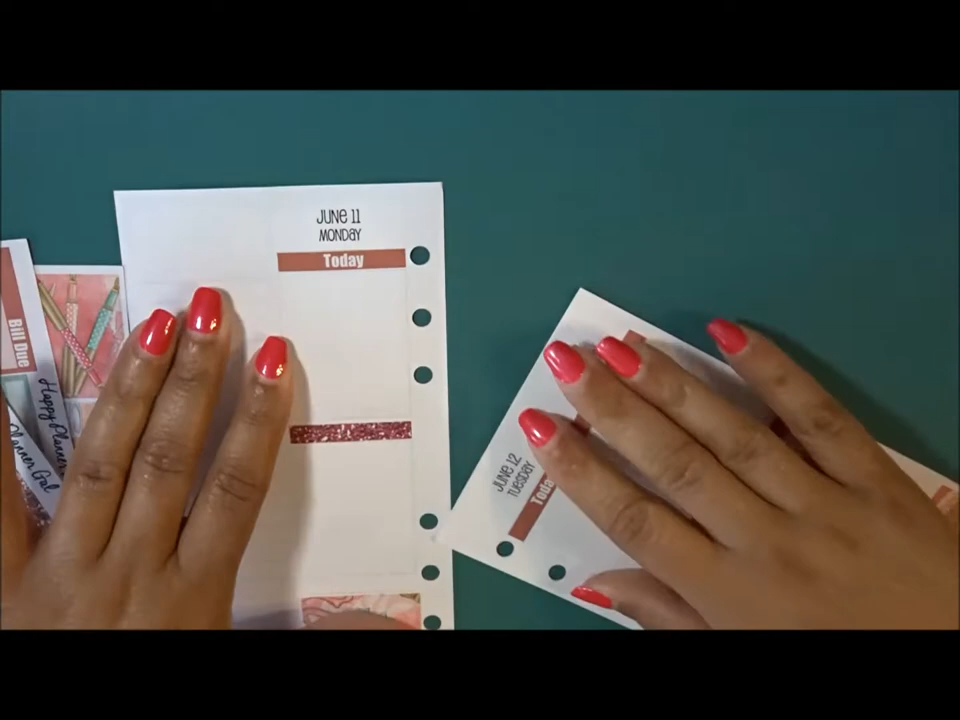 JUNE 11
MONDAY
Today
Bill Due
Happy Planner
Planner Gal
JUNE 12
TUESDAY
Today